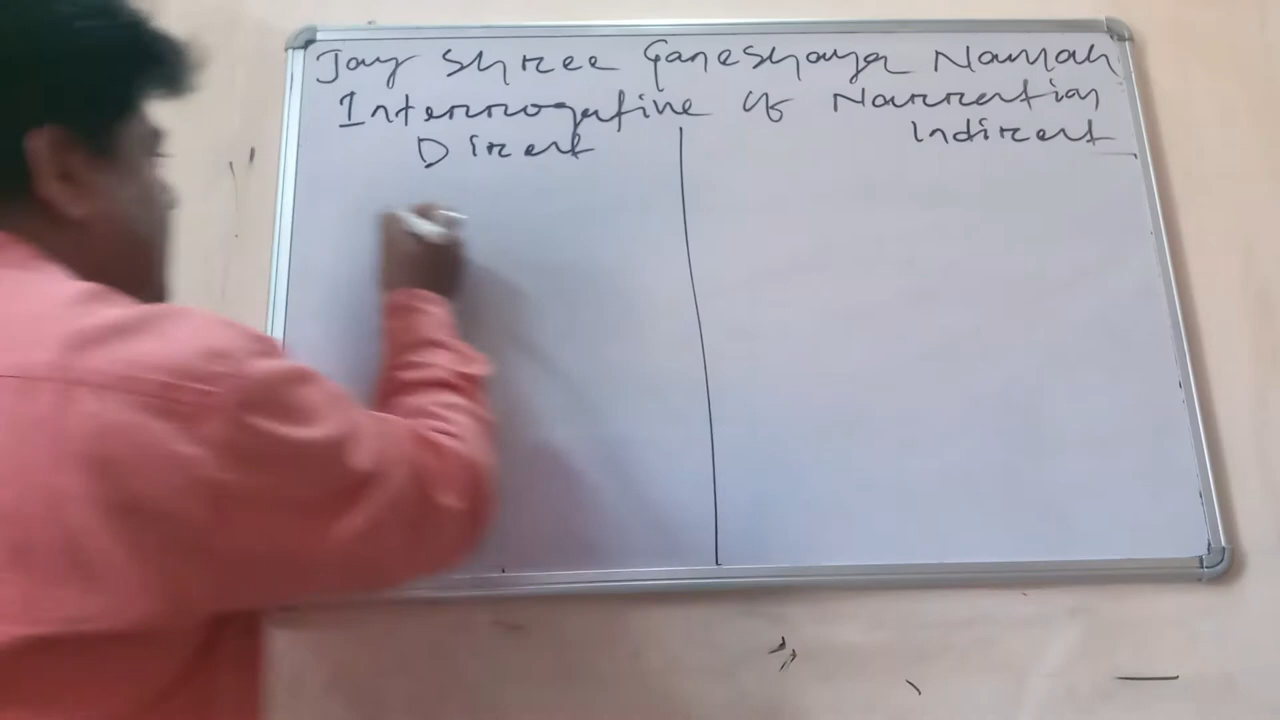 Jay Shree Ganeshaya Namah
Interrogative of Narration
Direct
Indirect